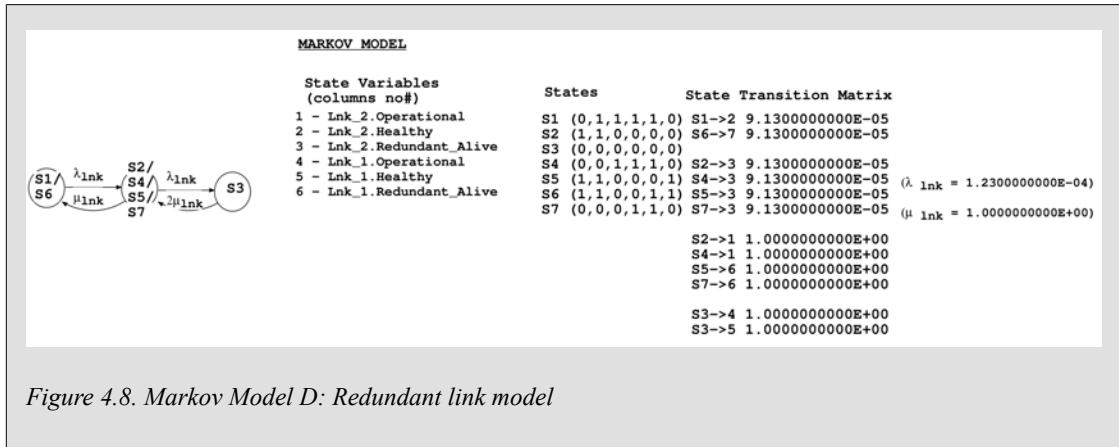 MARKOV MODEL
State Variables
(columns no#)
1 - Lnk_2.Operational
2 - Lnk_2.Healthy
3 - Lnk_2.Redundant_Alive
4 - Lnk_1.Operational
5 - Lnk_1.Healthy
6 - Lnk_1.Redundant_Alive
S1/
S6
λlnk
μlnk
S2/
S4/
S5/
S7
λlnk
2μlnk
S3
States State Transition Matrix
S1 (0,1,1,1,1,0) S1->2 9.1300000000E-05
S2 (1,1,0,0,0,0) S6->7 9.1300000000E-05
S3 (0,0,0,0,0,0)
S4 (0,0,1,1,1,0) S2->3 9.1300000000E-05
S5 (1,1,0,0,0,1) S4->3 9.1300000000E-05
S6 (1,1,0,0,1,1) S5->3 9.1300000000E-05
S7 (0,0,0,1,1,0) S7->3 9.1300000000E-05
(λ lnk = 1.2300000000E-04)
(μ lnk = 1.0000000000E+00)
S2->1 1.0000000000E+00
S4->1 1.0000000000E+00
S5->6 1.0000000000E+00
S7->6 1.0000000000E+00
S3->4 1.0000000000E+00
S3->5 1.0000000000E+00
Figure 4.8. Markov Model D: Redundant link model